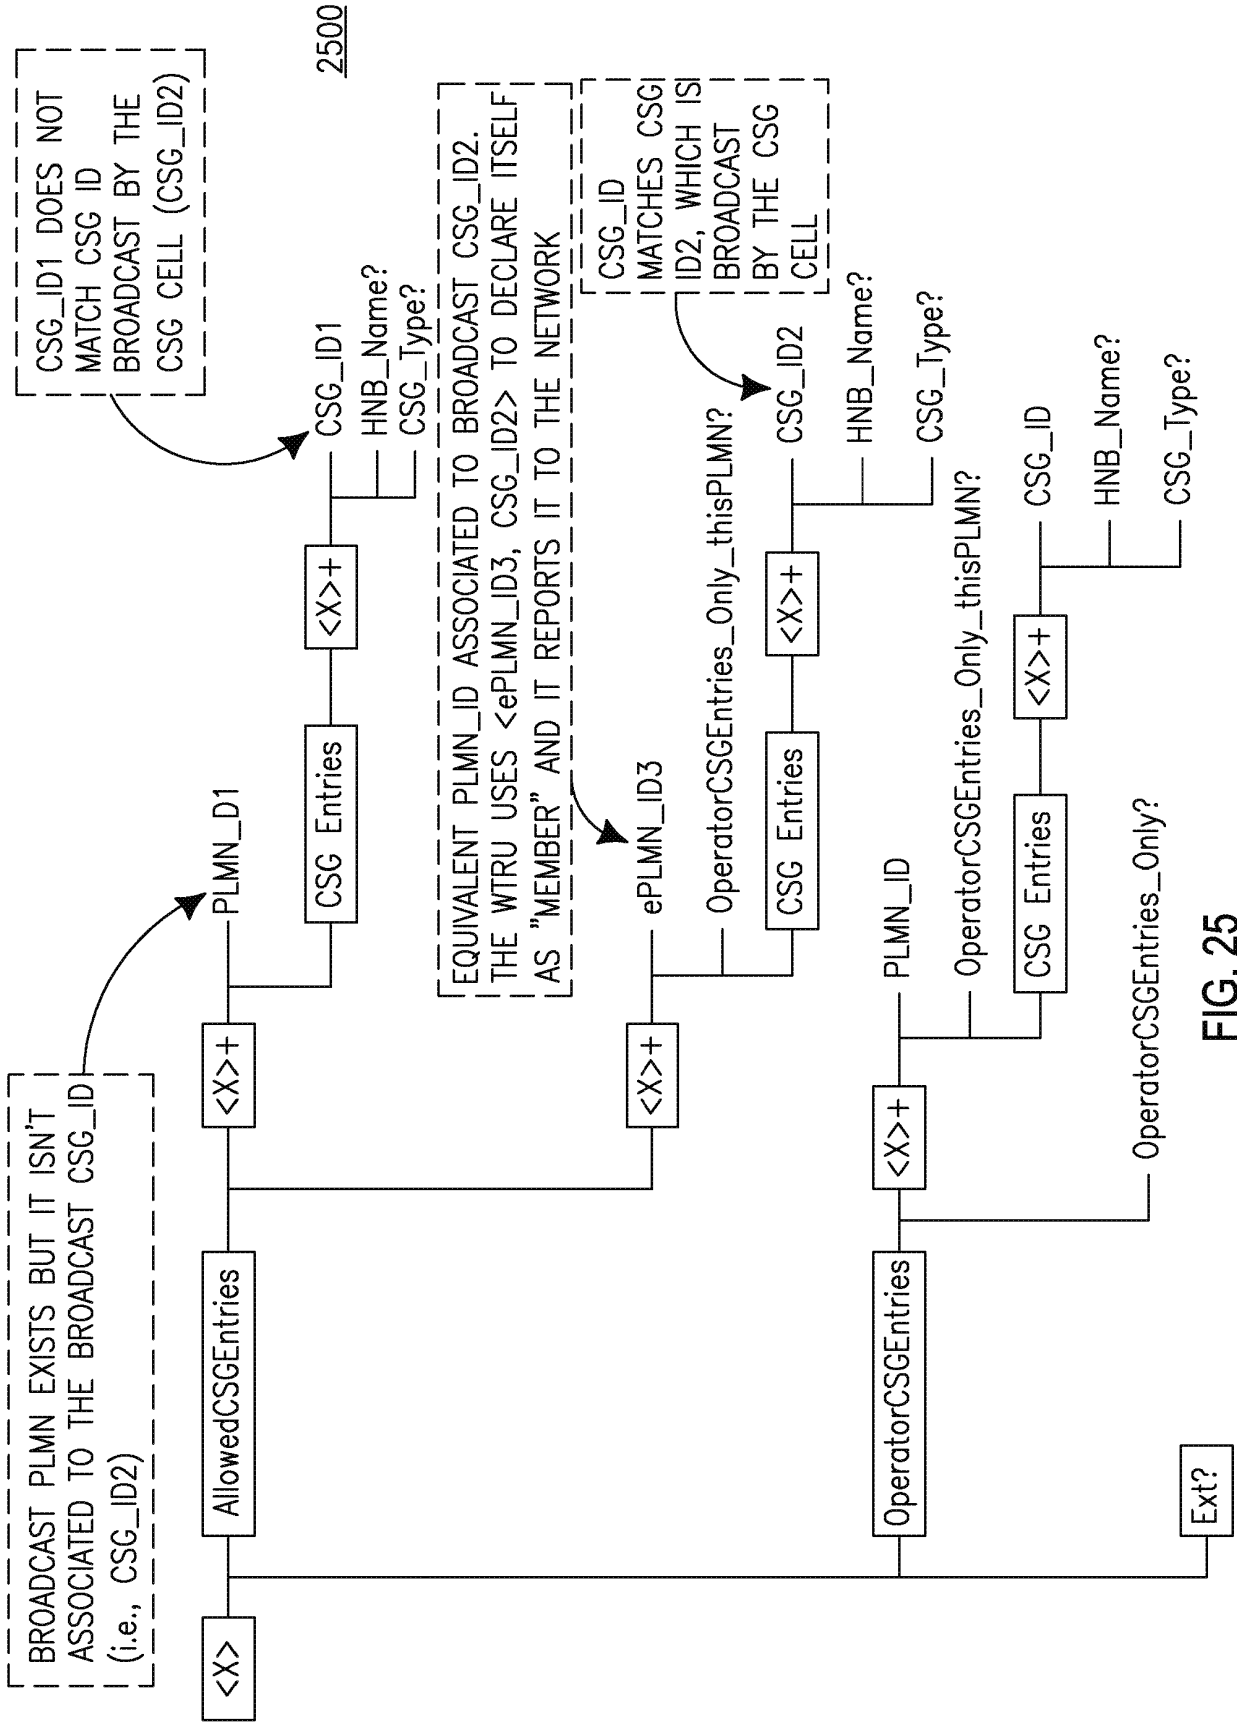 BROADCAST PLMN EXISTS BUT IT ISN'T
ASSOCIATED TO THE BROADCAST CSG_ID
(i.e., CSG_ID2)
CSG_ID1 DOES NOT
MATCH CSG ID
BROADCAST BY THE
CSG CELL (CSG_ID2)
2500
<X>
AllowedCSGEntries
<X>+
PLMN_D1
CSG Entries
<X>+
CSG_ID1
HNB_Name?
CSG_Type?
EQUIVALENT PLMN_ID ASSOCIATED TO BROADCAST CSG_ID2.
THE WTRU USES <ePLMN_ID3, CSG_ID2> TO DECLARE ITSELF
AS "MEMBER" AND IT REPORTS IT TO THE NETWORK
CSG_ID
MATCHES CSG
ID2, WHICH IS
BROADCAST
BY THE CSG
CELL
<X>+
ePLMN_ID3
OperatorCSGEntries_Only_thisPLMN?
CSG Entries
<X>+
CSG_ID2
HNB_Name?
CSG_Type?
OperatorCSGEntries
<X>+
PLMN_ID
OperatorCSGEntries_Only_thisPLMN?
CSG Entries
<X>+
CSG_ID
HNB_Name?
CSG_Type?
OperatorCSGEntries_Only?
Ext?
FIG. 25